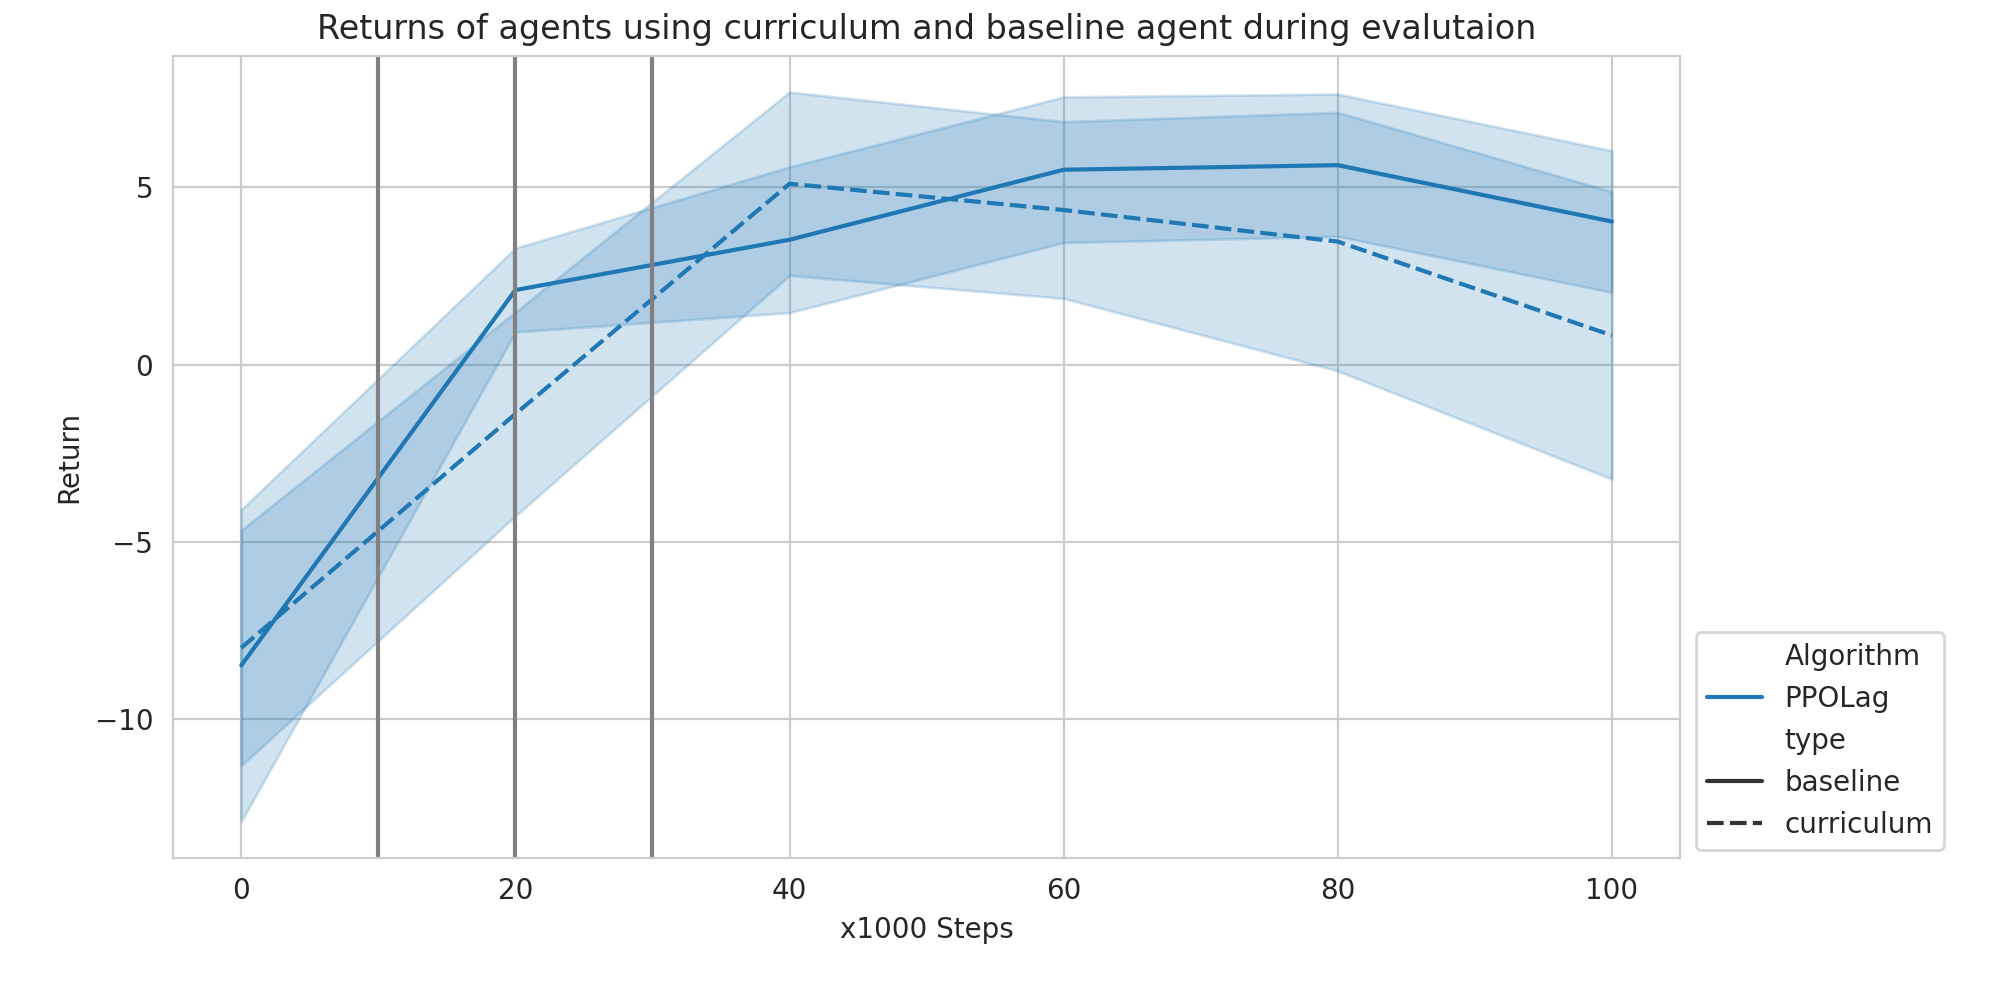 Returns of agents using curriculum and baseline agent during evalutaion
Return
5
0
−5
−10
0 20 40 60 80 100
x1000 Steps
Algorithm
PPOLag
type
baseline
curriculum